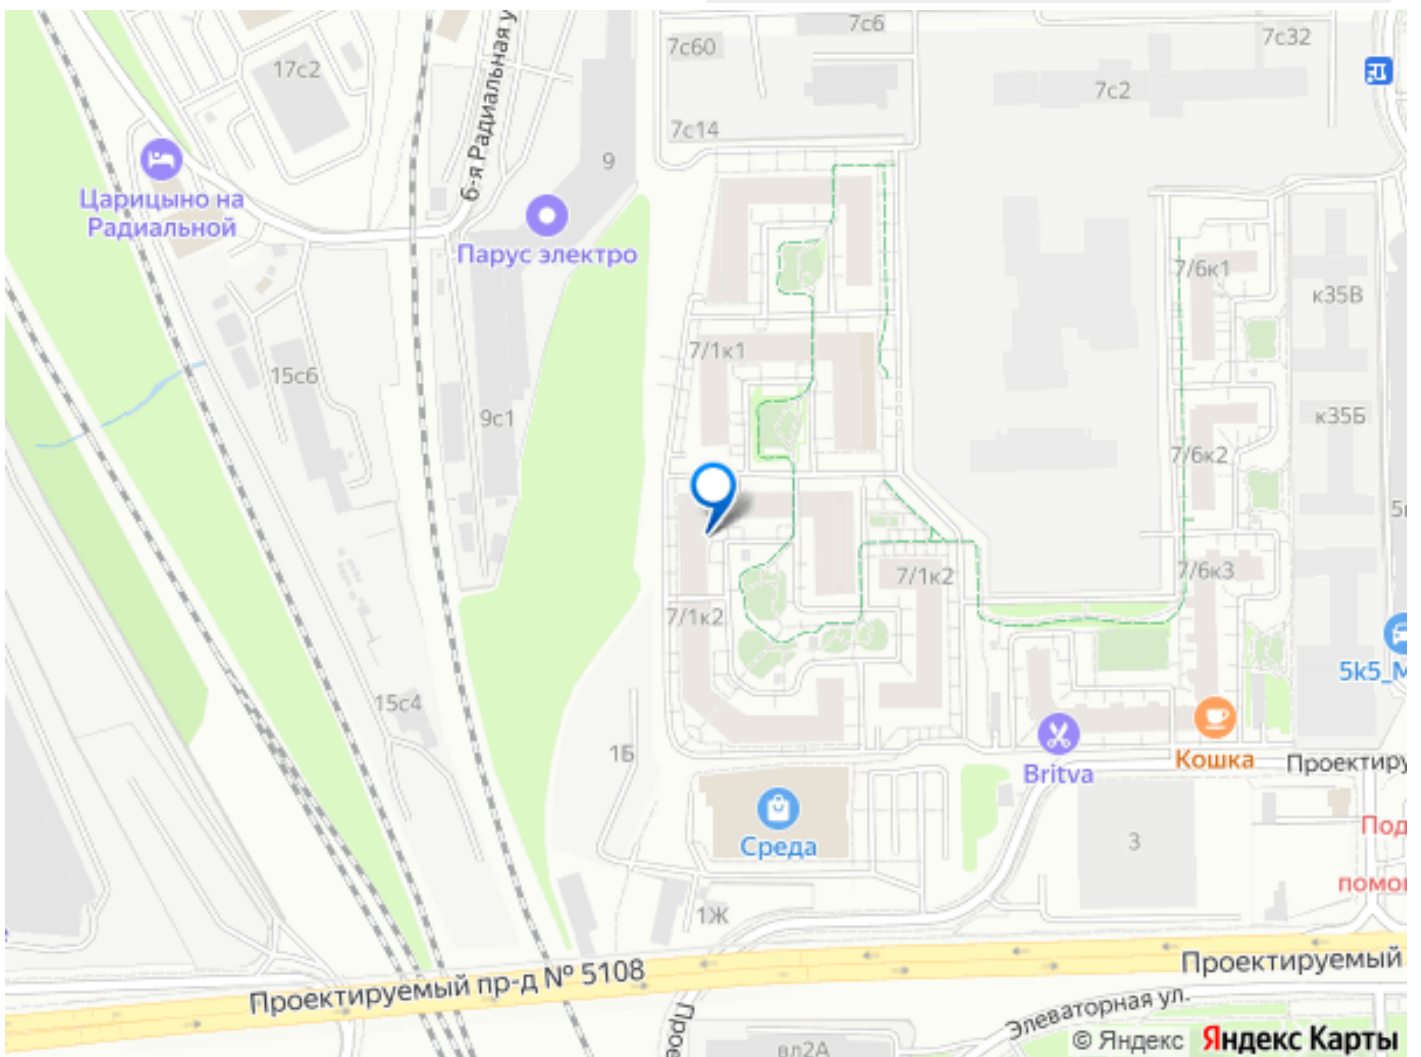 7с60
7с6
7с32
17с2
7с2
7с14
6-я Радиальная у
9
Царицыно на
Радиальной
Парус электро
7/6к1
к35В
7/1к1
15с6
9с1
к35Б
7/6к2
7/1к2
7/6к3
7/1к2
5k5_M
15с4
1Б
Britva
Кошка
Проектиру
Среда
3
Под
помо
1Ж
Проектируемый пр-д № 5108
Проектируемый
Элеваторная ул.
Прое
вл2А
© Яндекс Яндекс Карты